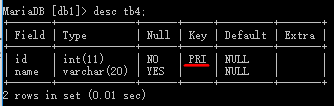 MariaDB [db1]> desc tb4;
+-------+-------------+------+-----+---------+-------+
| Field | Type        | Null | Key | Default | Extra |
+-------+-------------+------+-----+---------+-------+
| id    | int(11)     | NO   | PRI | NULL    |       |
| name  | varchar(20) | YES  |     | NULL    |       |
+-------+-------------+------+-----+---------+-------+
2 rows in set (0.01 sec)